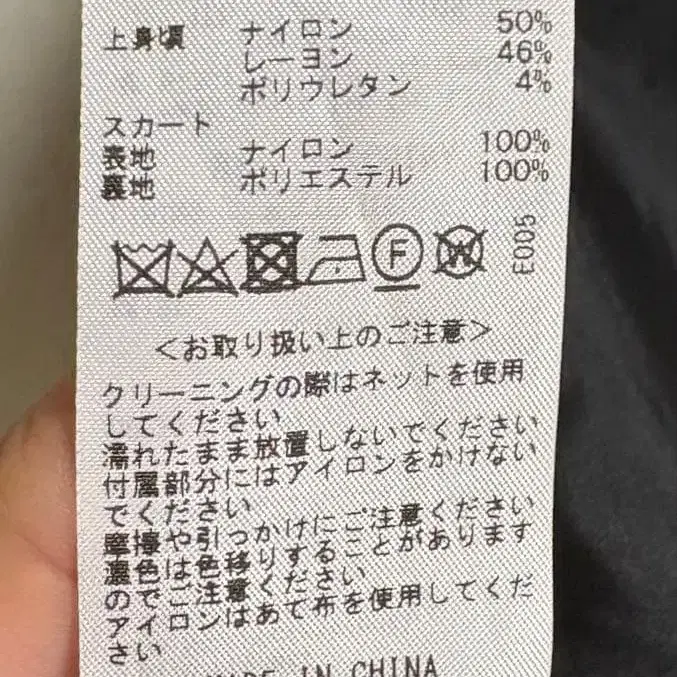 上身頃 ナイロン 50%
レーヨン 46%
ポリウレタン 4%
スカート
表地 ナイロン 100%
裏地 ポリエステル 100%
F W E005
<お取り扱い上のご注意>
クリーニングの際はネットを使用
してください
濡れたまま放置しないでください
付属部分にはアイロンをかけない
でください
摩擦や引っかけにご注意ください
濃色は色移りすることがあります
のでご注意ください
アイロンはあて布を使用してくだ
さい
MADE IN CHINA